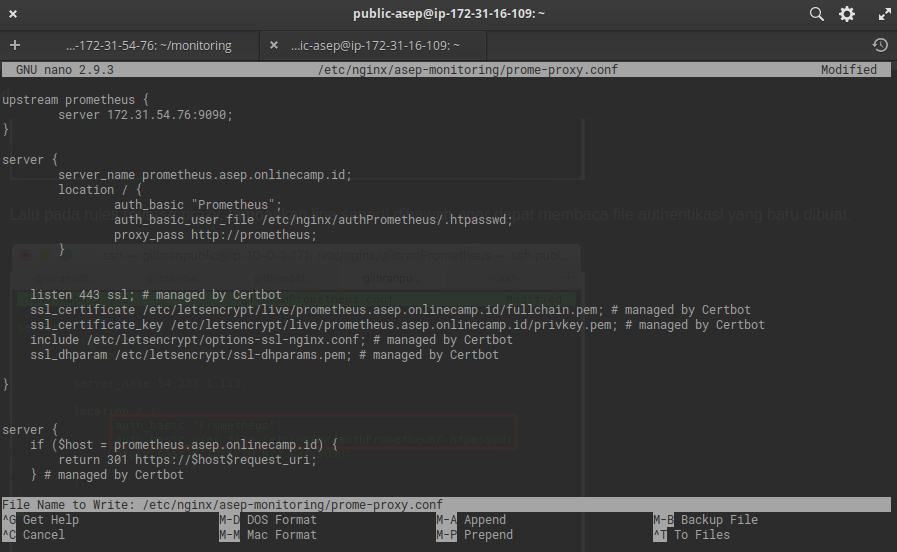 public-asep@ip-172-31-16-109: ~
...-172-31-54-76: ~/monitoring
...ic-asep@ip-172-31-16-109: ~
GNU nano 2.9.3 /etc/nginx/asep-monitoring/prome-proxy.conf Modified
upstream prometheus {
server 172.31.54.76:9090;
}
server {
server_name prometheus.asep.onlinecamp.id;
location / {
auth_basic "Prometheus";
auth_basic_user_file /etc/nginx/authPrometheus/.htpasswd;
proxy_pass http://prometheus;
}
listen 443 ssl; # managed by Certbot
ssl_certificate /etc/letsencrypt/live/prometheus.asep.onlinecamp.id/fullchain.pem; # managed by Certbot
ssl_certificate_key /etc/letsencrypt/live/prometheus.asep.onlinecamp.id/privkey.pem; # managed by Certbot
include /etc/letsencrypt/options-ssl-nginx.conf; # managed by Certbot
ssl_dhparam /etc/letsencrypt/ssl-dhparams.pem; # managed by Certbot
}
server {
if ($host = prometheus.asep.onlinecamp.id) {
return 301 https://$host$request_uri;
} # managed by Certbot
File Name to Write: /etc/nginx/asep-monitoring/prome-proxy.conf
^G Get Help M-D DOS Format M-A Append M-B Backup File
^C Cancel M-M Mac Format M-P Prepend ^T To Files